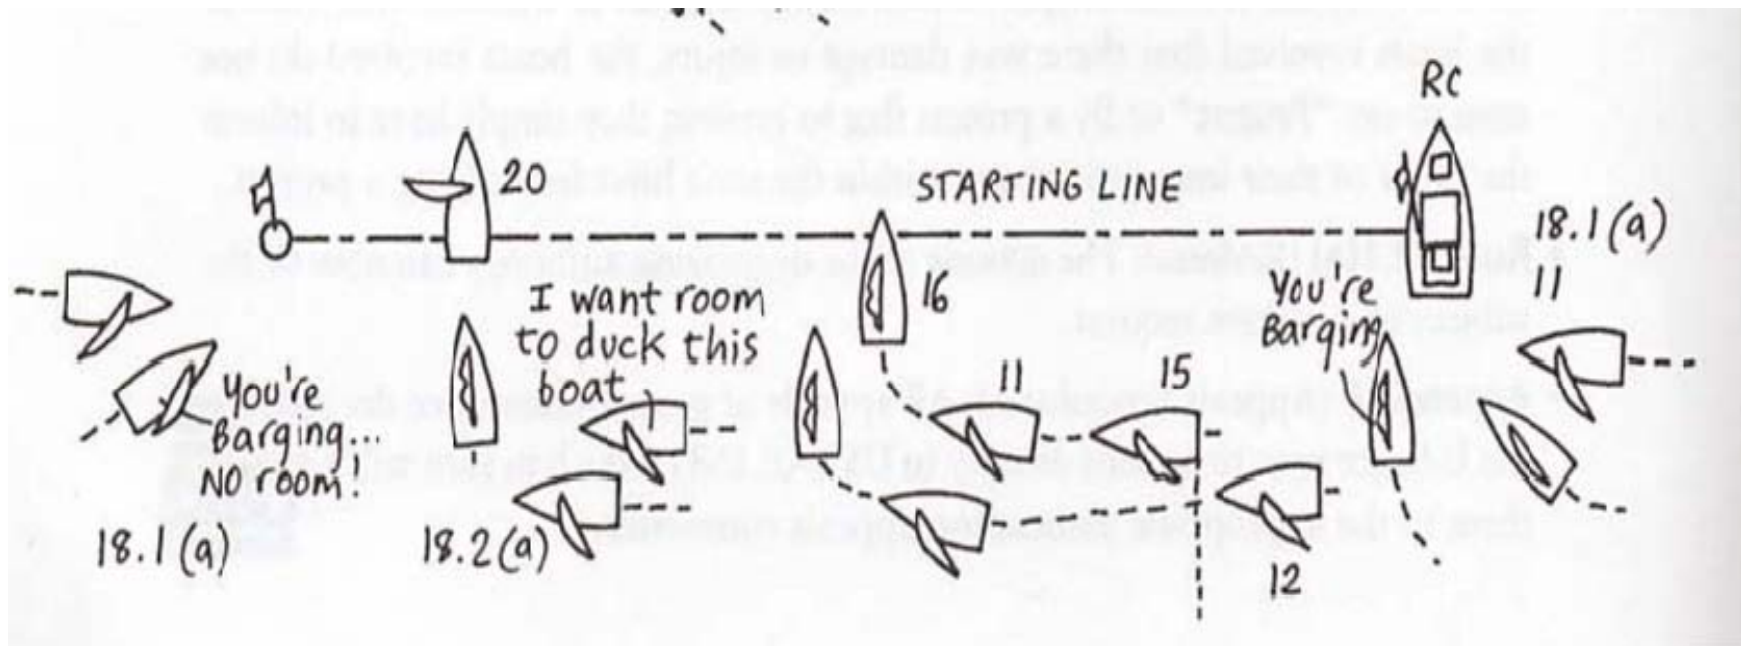 RC
20
STARTING LINE
18.1(a)
11
16
You're
Barging
I want room
to duck this
boat
11
15
You're
Barging...
NO room!
18.1(a)
18.2(a)
12